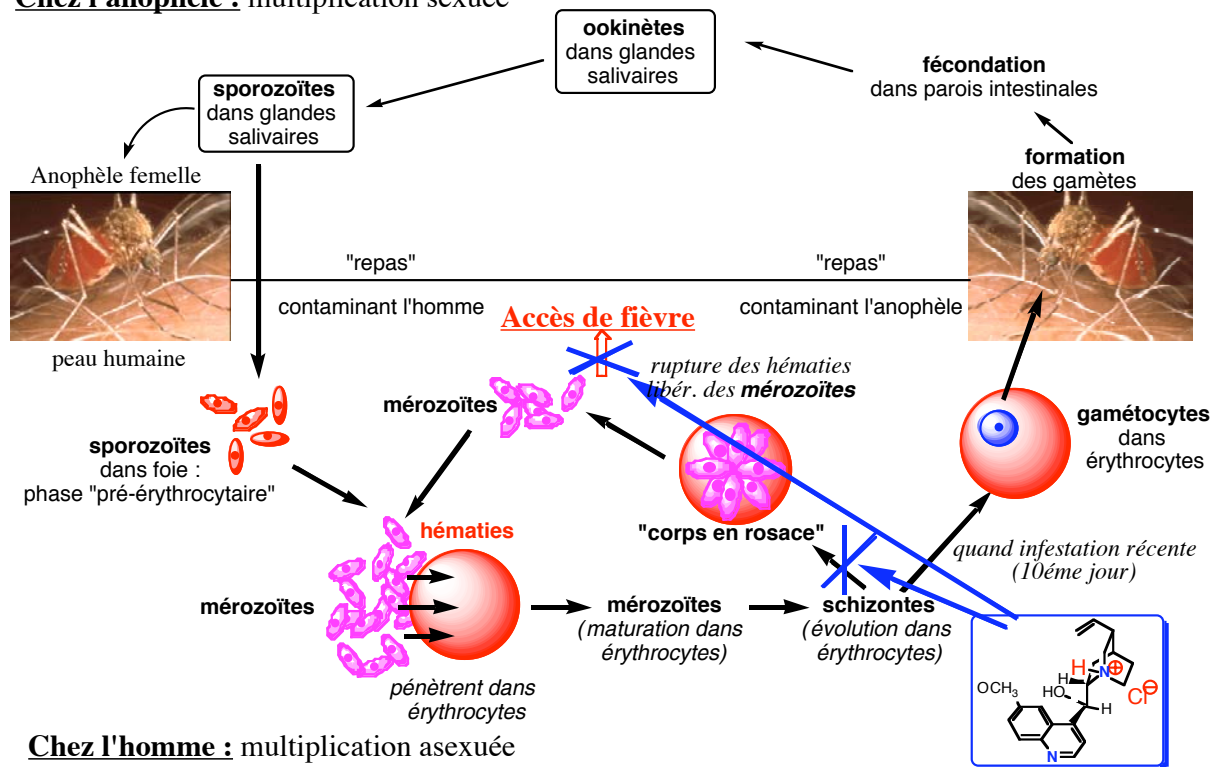 Chez l'anophèle : multiplication sexuée
ookinètes
dans glandes
salivaires
fécondation
dans parois intestinales
sporozoïtes
dans glandes
salivaires
formation
des gamètes
Anophèle femelle
"repas"
"repas"
contaminant l'homme
contaminant l'anophèle
Accès de fièvre
peau humaine
rupture des hématies
libér. des mérozoïtes
mérozoïtes
gamétocytes
dans
érythrocytes
sporozoïtes
dans foie :
phase "pré-érythrocytaire"
hématies
"corps en rosace"
quand infestation récente
(10éme jour)
mérozoïtes
mérozoïtes
(maturation dans
érythrocytes)
schizontes
(évolution dans
érythrocytes)
pénètrent dans
érythrocytes
H
N⊕
H
Cl⊖
OCH3
HO
H
N
Chez l'homme : multiplication asexuée